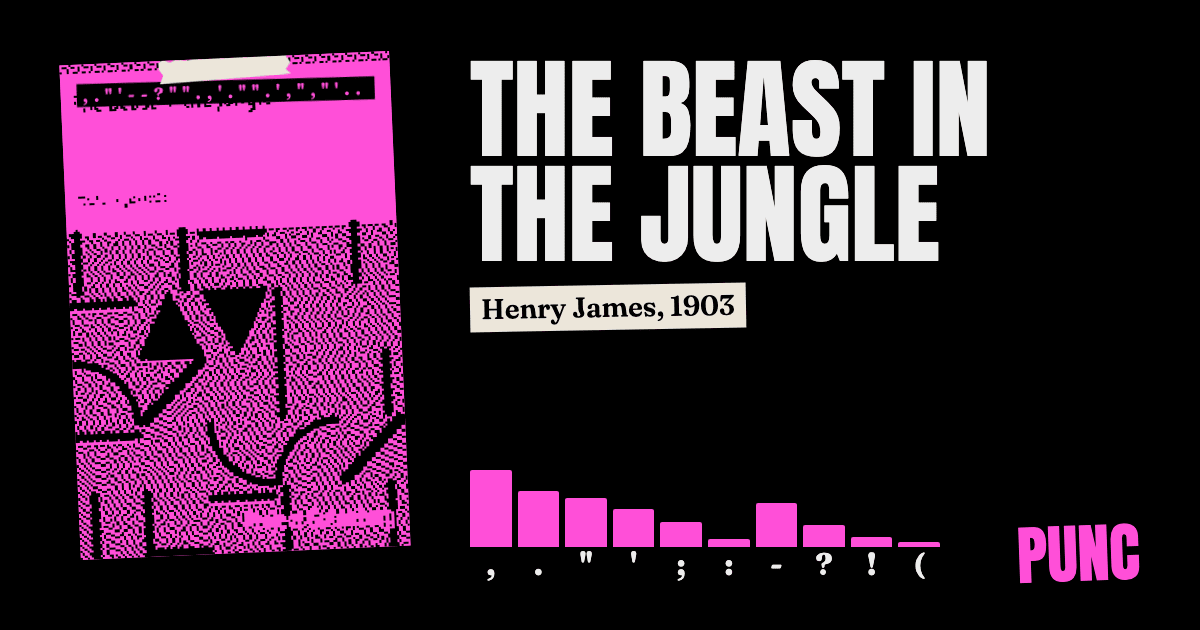 ,."'--?"".,'."".',","'..
THE BEAST IN
THE JUNGLE
Henry James, 1903
, . " ' ; : - ? ! (
PUNC